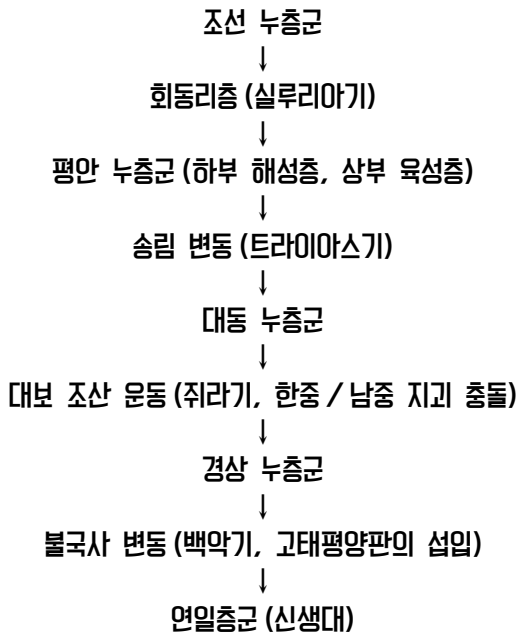 조선 누층군
↓
회동리층 (실루리아기)
↓
평안 누층군 (하부 해성층, 상부 육성층)
↓
송림 변동 (트라이아스기)
↓
대동 누층군
↓
대보 조산 운동 (쥐라기, 한중 / 남중 지괴 충돌)
↓
경상 누층군
↓
불국사 변동 (백악기, 고태평양판의 섭입)
↓
연일층군 (신생대)